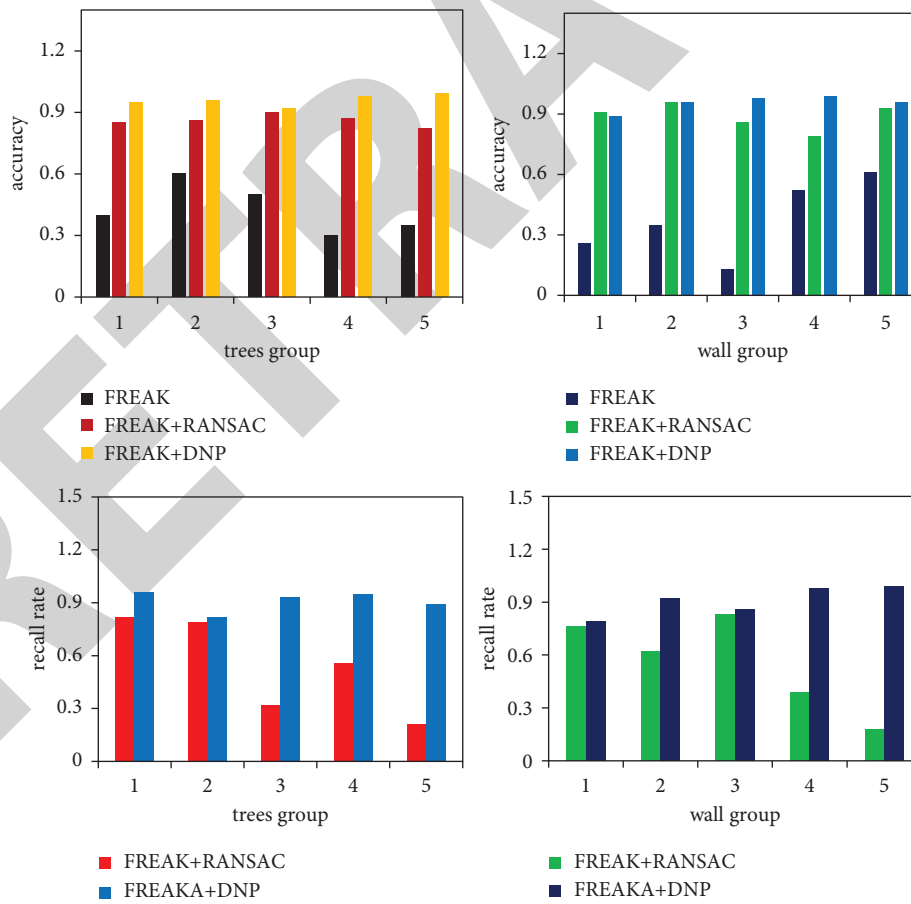 1.2
0.9
0.6
0.3
0
accuracy
1 2 3 4 5
trees group
FREAK
FREAK+RANSAC
FREAK+DNP
1.2
0.9
0.6
0.3
0
accuracy
1 2 3 4 5
wall group
FREAK
FREAK+RANSAC
FREAK+DNP
1.5
1.2
0.9
0.6
0.3
0
recall rate
1 2 3 4 5
trees group
FREAK+RANSAC
FREAKA+DNP
1.5
1.2
0.9
0.6
0.3
0
recall rate
1 2 3 4 5
wall group
FREAK+RANSAC
FREAKA+DNP
RETRA